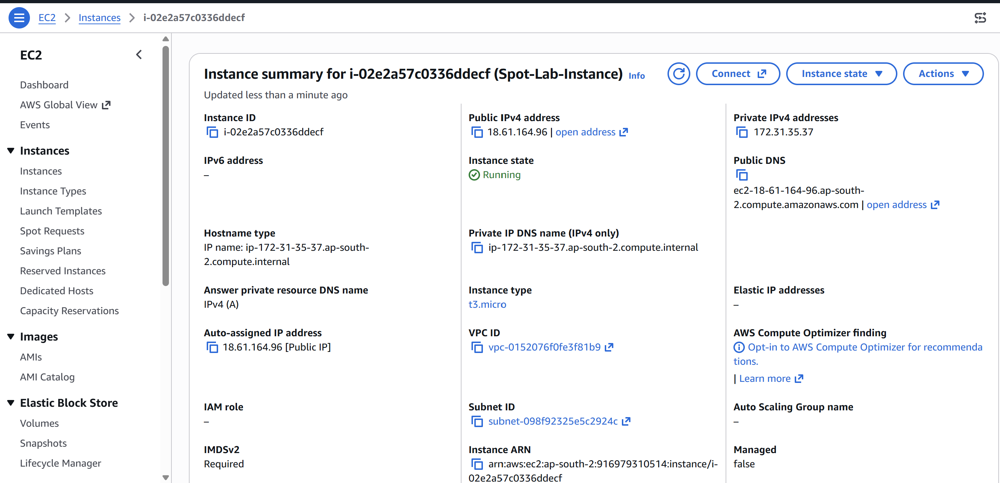 EC2 > Instances > i-02e2a57c0336ddecf
EC2
Dashboard
AWS Global View
Events
Instances
Instances
Instance Types
Launch Templates
Spot Requests
Savings Plans
Reserved Instances
Dedicated Hosts
Capacity Reservations
Images
AMIs
AMI Catalog
Elastic Block Store
Volumes
Snapshots
Lifecycle Manager
Instance summary for i-02e2a57c0336ddecf (Spot-Lab-Instance) Info
Connect
Instance state
Actions
Updated less than a minute ago
Instance ID
i-02e2a57c0336ddecf
Public IPv4 address
18.61.164.96 | open address
Private IPv4 addresses
172.31.35.37
IPv6 address
–
Instance state
Running
Public DNS
ec2-18-61-164-96.ap-south-
2.compute.amazonaws.com | open address
Hostname type
IP name: ip-172-31-35-37.ap-south-
2.compute.internal
Private IP DNS name (IPv4 only)
ip-172-31-35-37.ap-south-2.compute.internal
Answer private resource DNS name
IPv4 (A)
Instance type
t3.micro
Elastic IP addresses
–
Auto-assigned IP address
18.61.164.96 [Public IP]
VPC ID
vpc-0152076f0fe3f81b9
AWS Compute Optimizer finding
Opt-in to AWS Compute Optimizer for recommenda
tions.
| Learn more
IAM role
–
Subnet ID
subnet-098f92325e5c2924c
Auto Scaling Group name
–
IMDSv2
Required
Instance ARN
arn:aws:ec2:ap-south-2:916979310514:instance/i-
02e2a57c0336ddecf
Managed
false